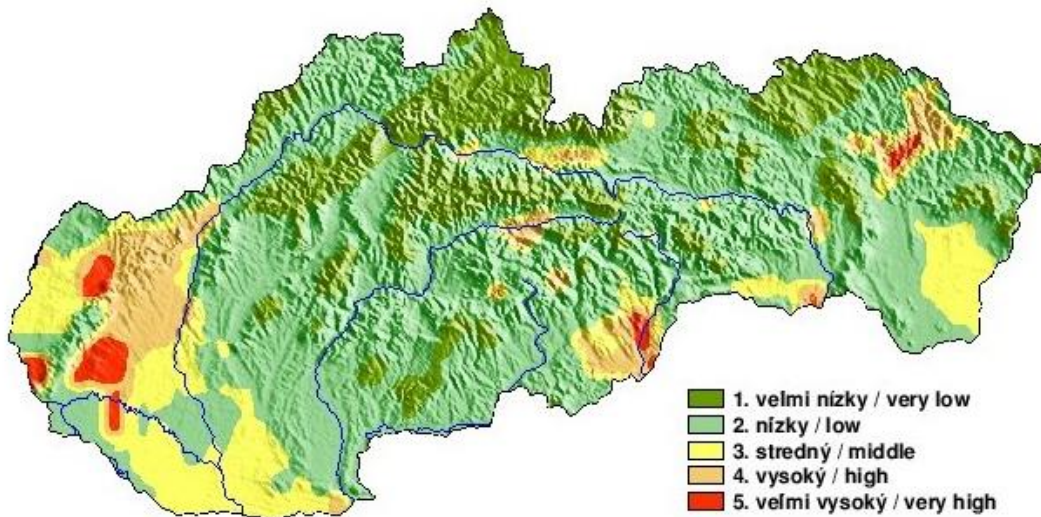 1. veľmi nízky / very low
2. nízky / low
3. stredný / middle
4. vysoký / high
5. veľmi vysoký / very high